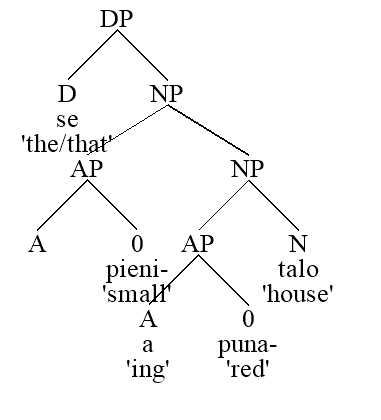 DP
D NP
se
'the/that'
AP NP
A 0 AP N
pieni- talo
'small' 'house'
A 0
a puna-
'ing' 'red'